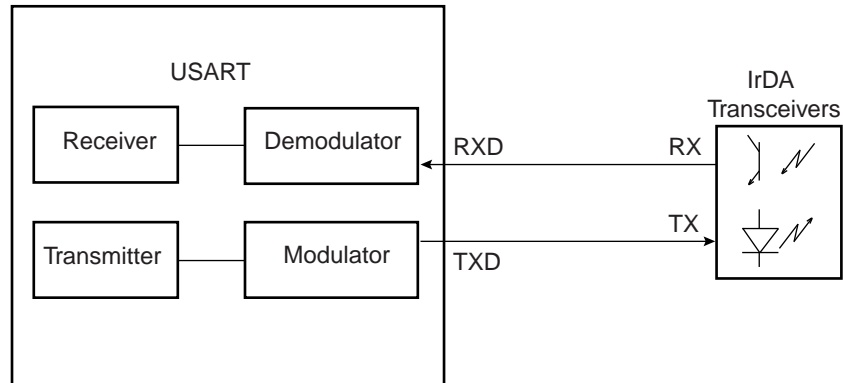 USART
IrDA
Transceivers
Receiver
Demodulator
RXD
RX
Transmitter
Modulator
TXD
TX